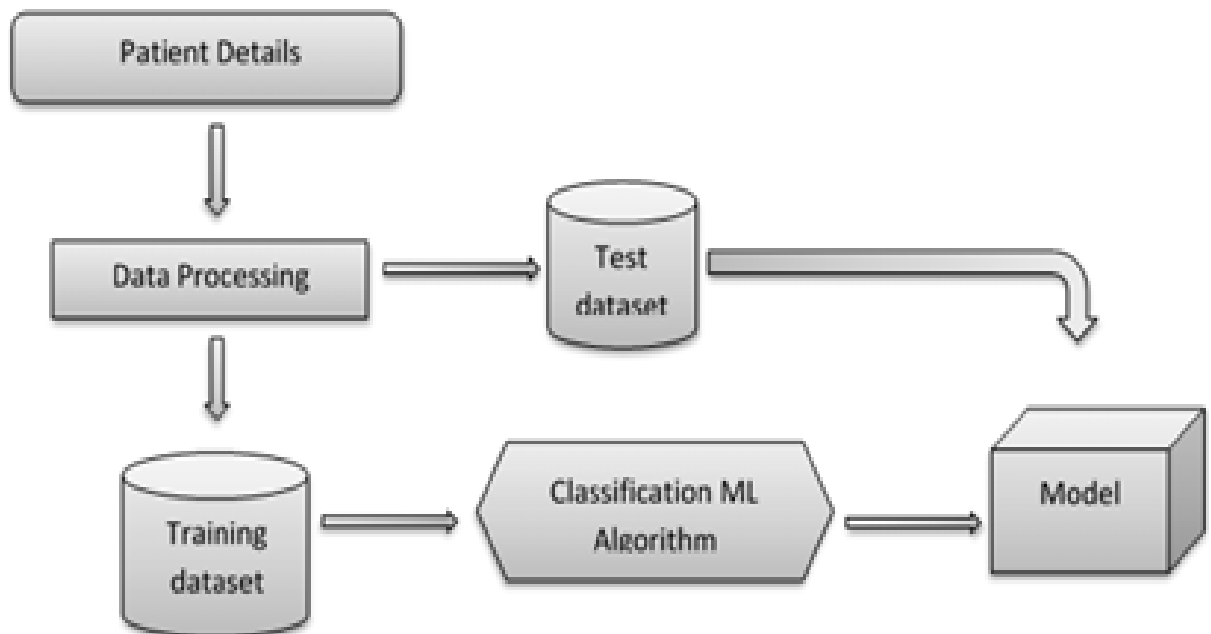 Patient Details
Data Processing
Test
dataset
Training
dataset
Classification ML
Algorithm
Model